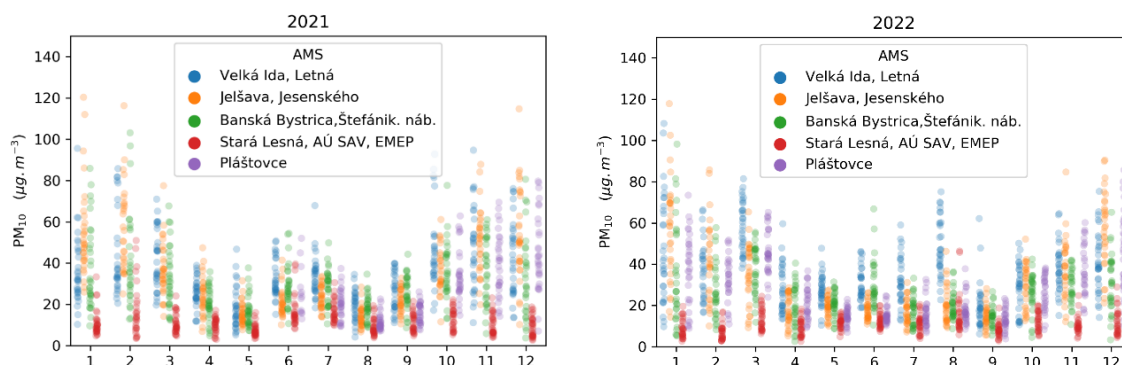 2021
AMS
Velká Ida, Letná
Jelšava, Jesenského
Banská Bystrica,Štefánik. náb.
Stará Lesná, AÚ SAV, EMEP
Pláštovce
PM10 (µg.m−3)
140
120
100
80
60
40
20
0
1 2 3 4 5 6 7 8 9 10 11 12
2022
AMS
Velká Ida, Letná
Jelšava, Jesenského
Banská Bystrica,Štefánik. náb.
Stará Lesná, AÚ SAV, EMEP
Pláštovce
PM10 (µg.m−3)
140
120
100
80
60
40
20
0
1 2 3 4 5 6 7 8 9 10 11 12